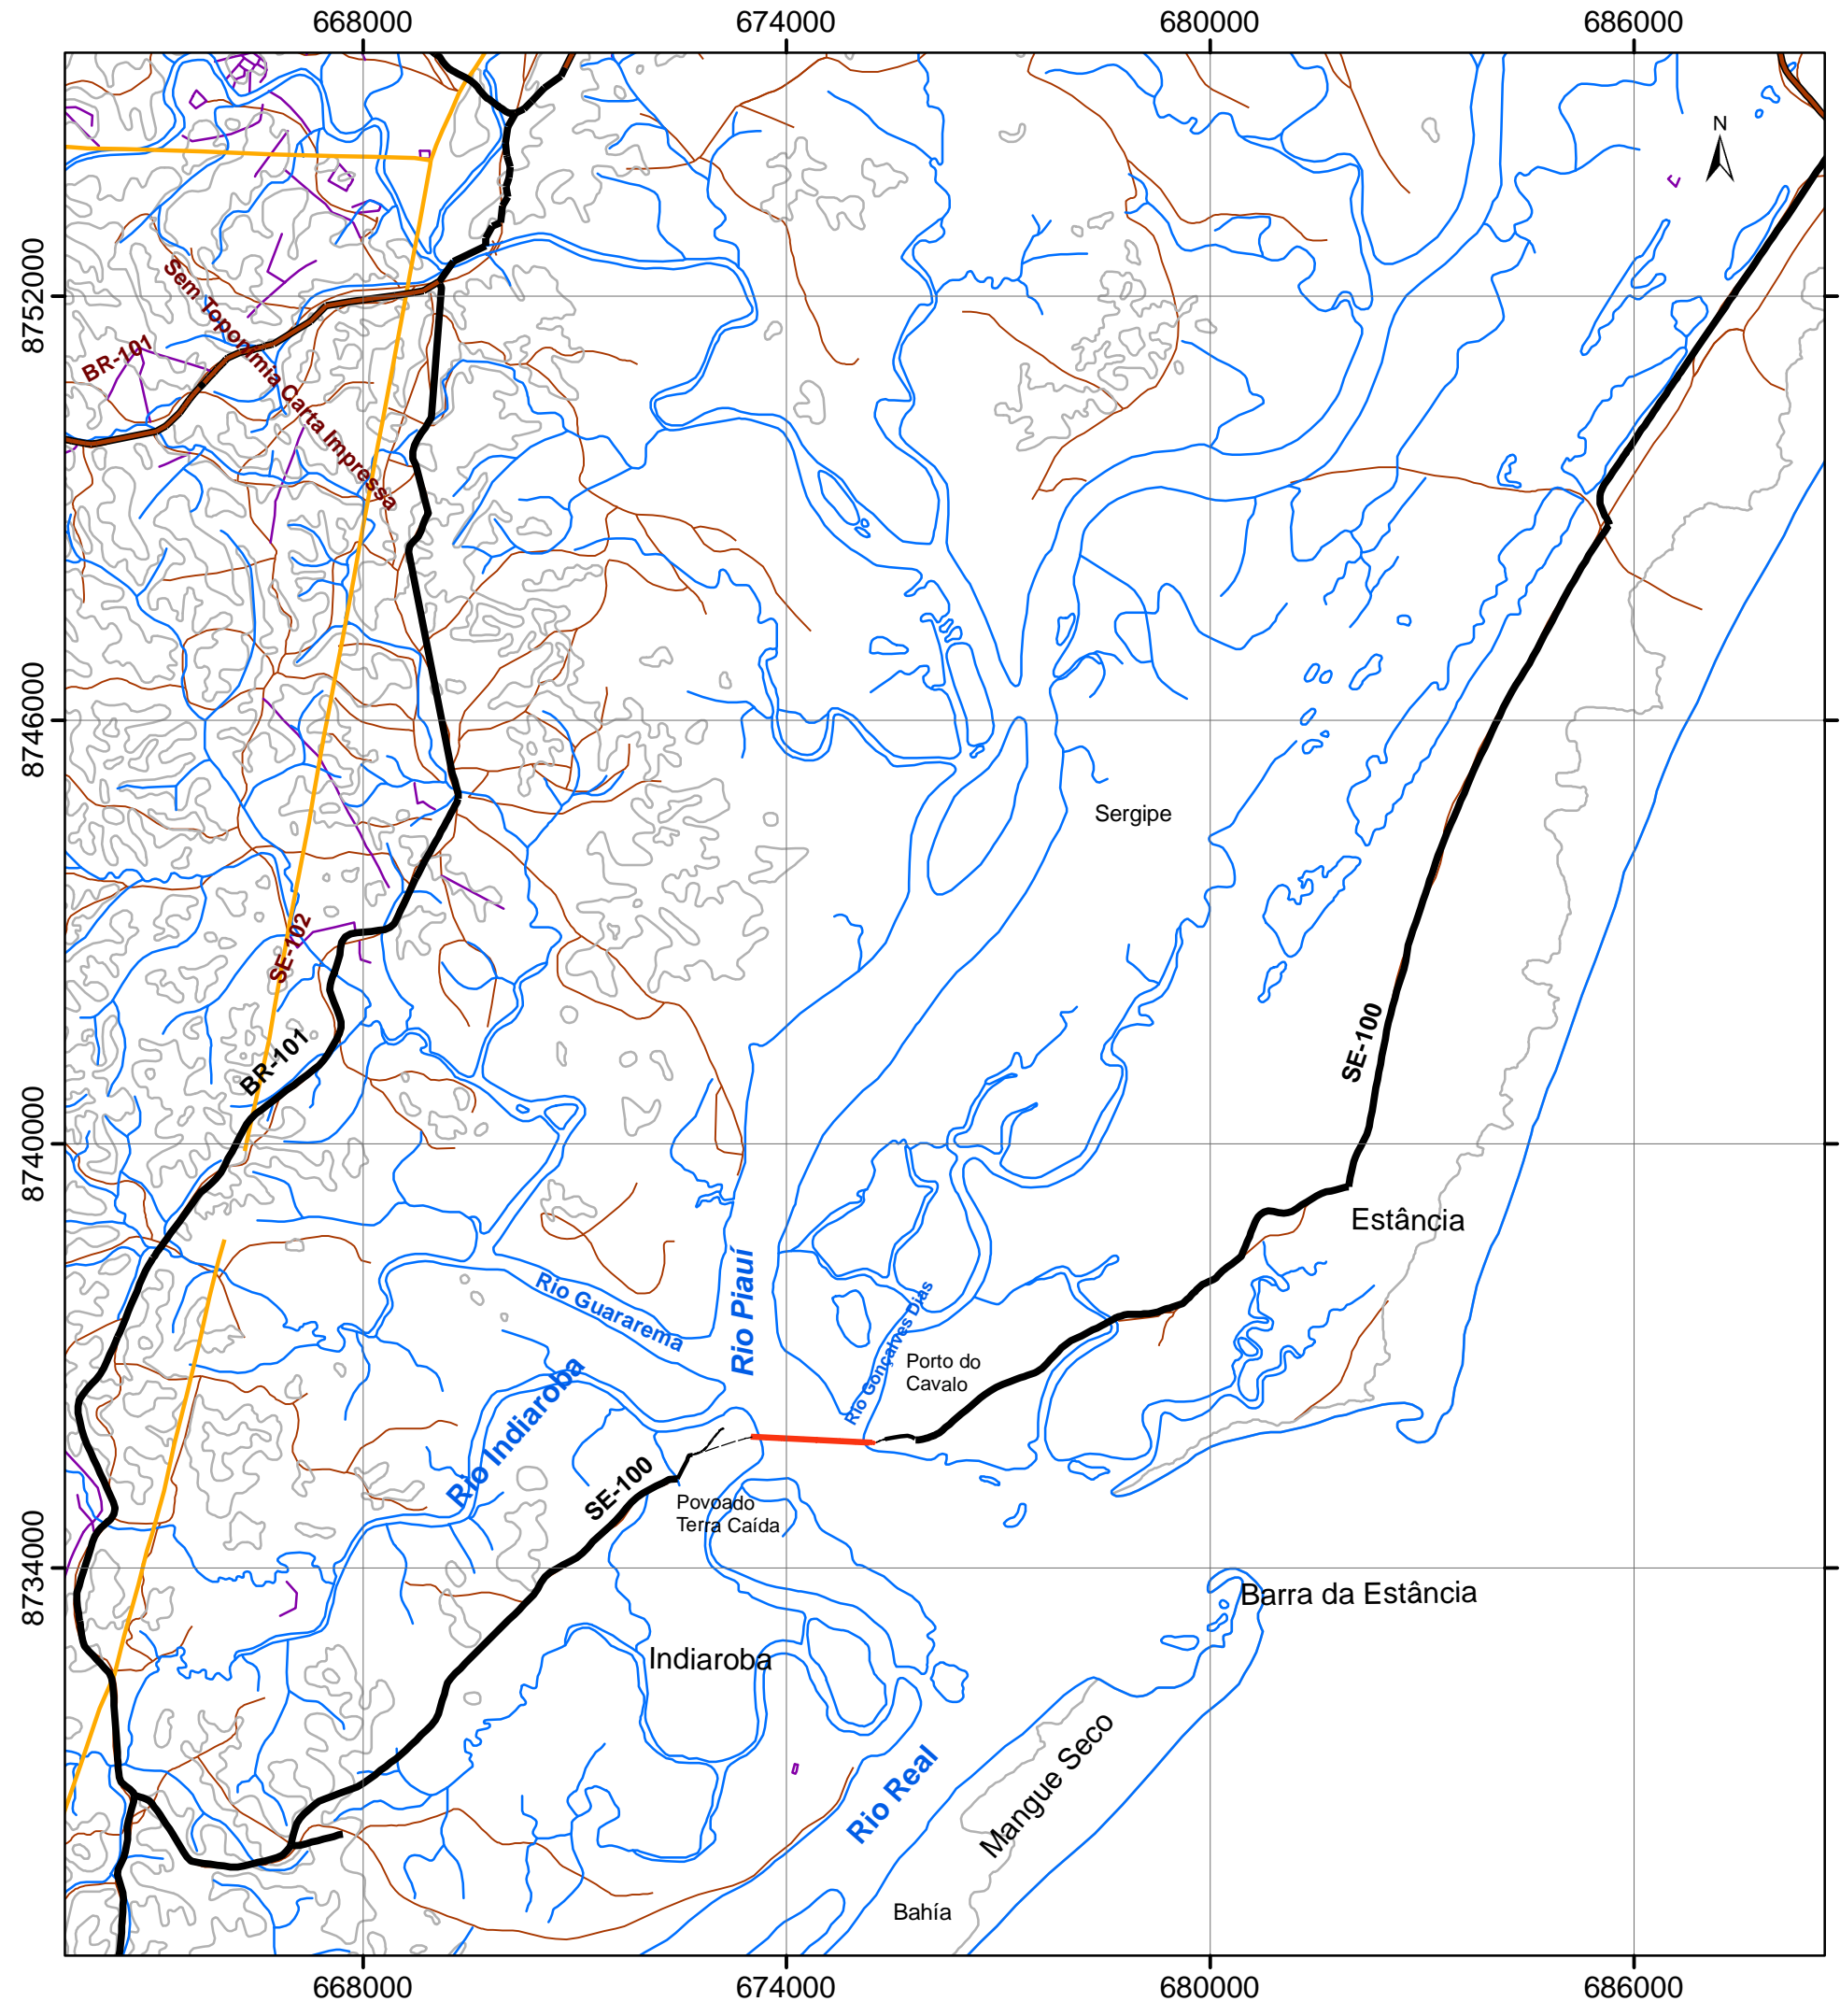 668000
674000
680000
686000
N
8752000
Sem Toponimia Carta Impressa
BR-101
8746000
Sergipe
SE-102
SE-100
BR-101
8740000
Estância
Rio Piauí
Rio Guararema
Rio Gonçalves Dias
Porto do
Cavalo
Rio Indiaroba
SE-100
Povoado
Terra Caída
8734000
Barra da Estância
Indiaroba
Mangue Seco
Rio Real
Bahía
668000
674000
680000
686000